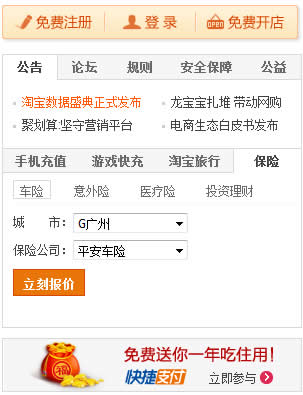 免费注册 登 录 免费开店
公告 论坛 规则 安全保障 公益
淘宝数据盛典正式发布 龙宝宝扎堆 带动网购
聚划算:坚守营销平台 电商生态白皮书发布
手机充值 游戏快充 淘宝旅行 保险
车险 意外险 医疗险 投资理财
城 市: G广州
保险公司: 平安车险
立刻报价
福
免费送你一年吃住用!
快捷支付 立即参与